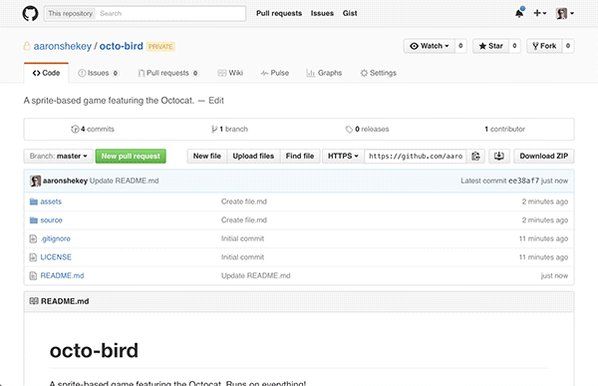 This repository Search Pull requests Issues Gist
aaronshekey / octo-bird PRIVATE Watch 0 Star 0 Fork 0
Code Issues 0 Pull requests 0 Wiki Pulse Graphs Settings
A sprite-based game featuring the Octocat. — Edit
4 commits 1 branch 0 releases 1 contributor
Branch: master New pull request New file Upload files Find file HTTPS https://github.com/aaro Download ZIP
aaronshekey Update README.md Latest commit ee38af7 just now
assets Create file.md 2 minutes ago
source Create file.md 2 minutes ago
.gitignore Initial commit 11 minutes ago
LICENSE Initial commit 11 minutes ago
README.md Update README.md just now
README.md
octo-bird
A sprite-based game featuring the Octocat. Runs on everything!